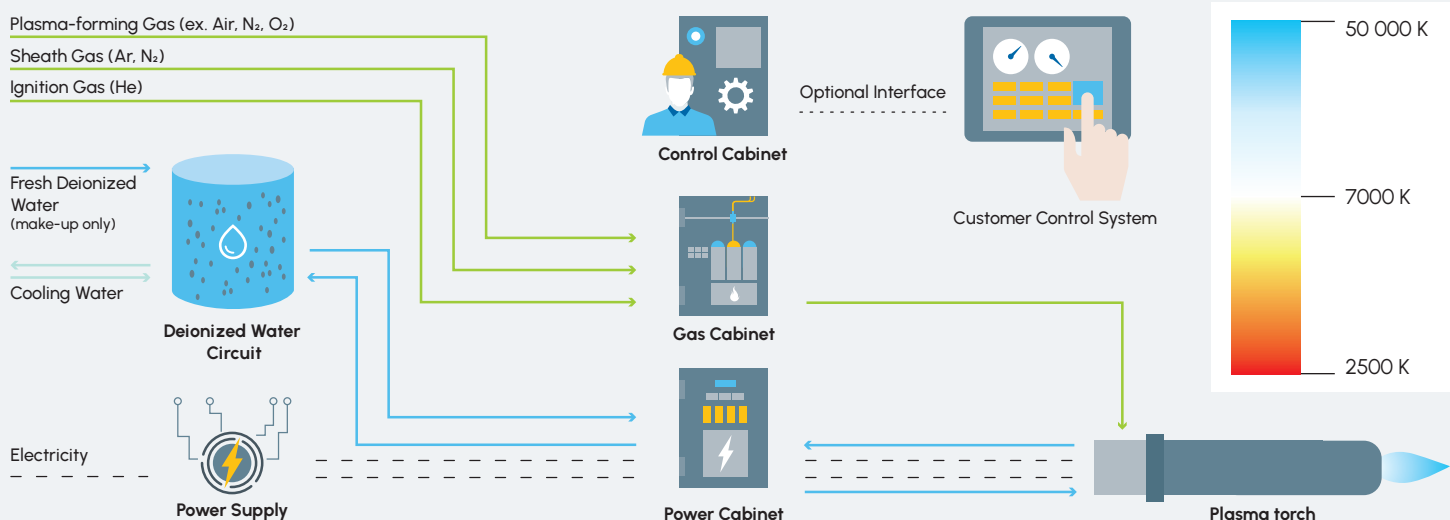 Plasma-forming Gas (ex. Air, N₂, O₂)
Sheath Gas (Ar, N₂)
Ignition Gas (He)
Fresh Deionized
Water
(make-up only)
Cooling Water
Deionized Water
Circuit
Electricity
Power Supply
Control Cabinet
Optional Interface
Customer Control System
Gas Cabinet
Power Cabinet
Plasma torch
50 000 K
7000 K
2500 K